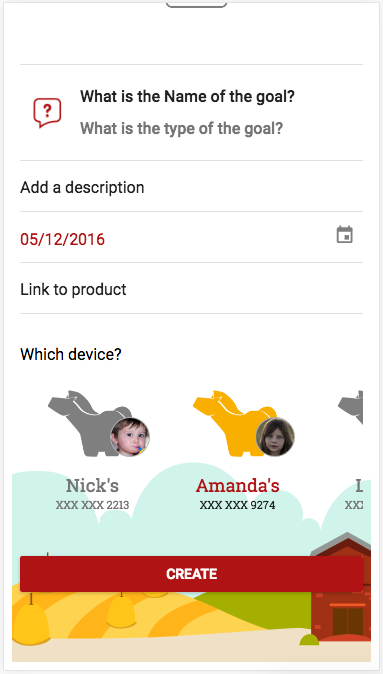 ?
What is the Name of the goal?
What is the type of the goal?
Add a description
05/12/2016
Link to product
Which device?
Nick's
Amanda's
L
XXX XXX 2213
XXX XXX 9274
XX
CREATE